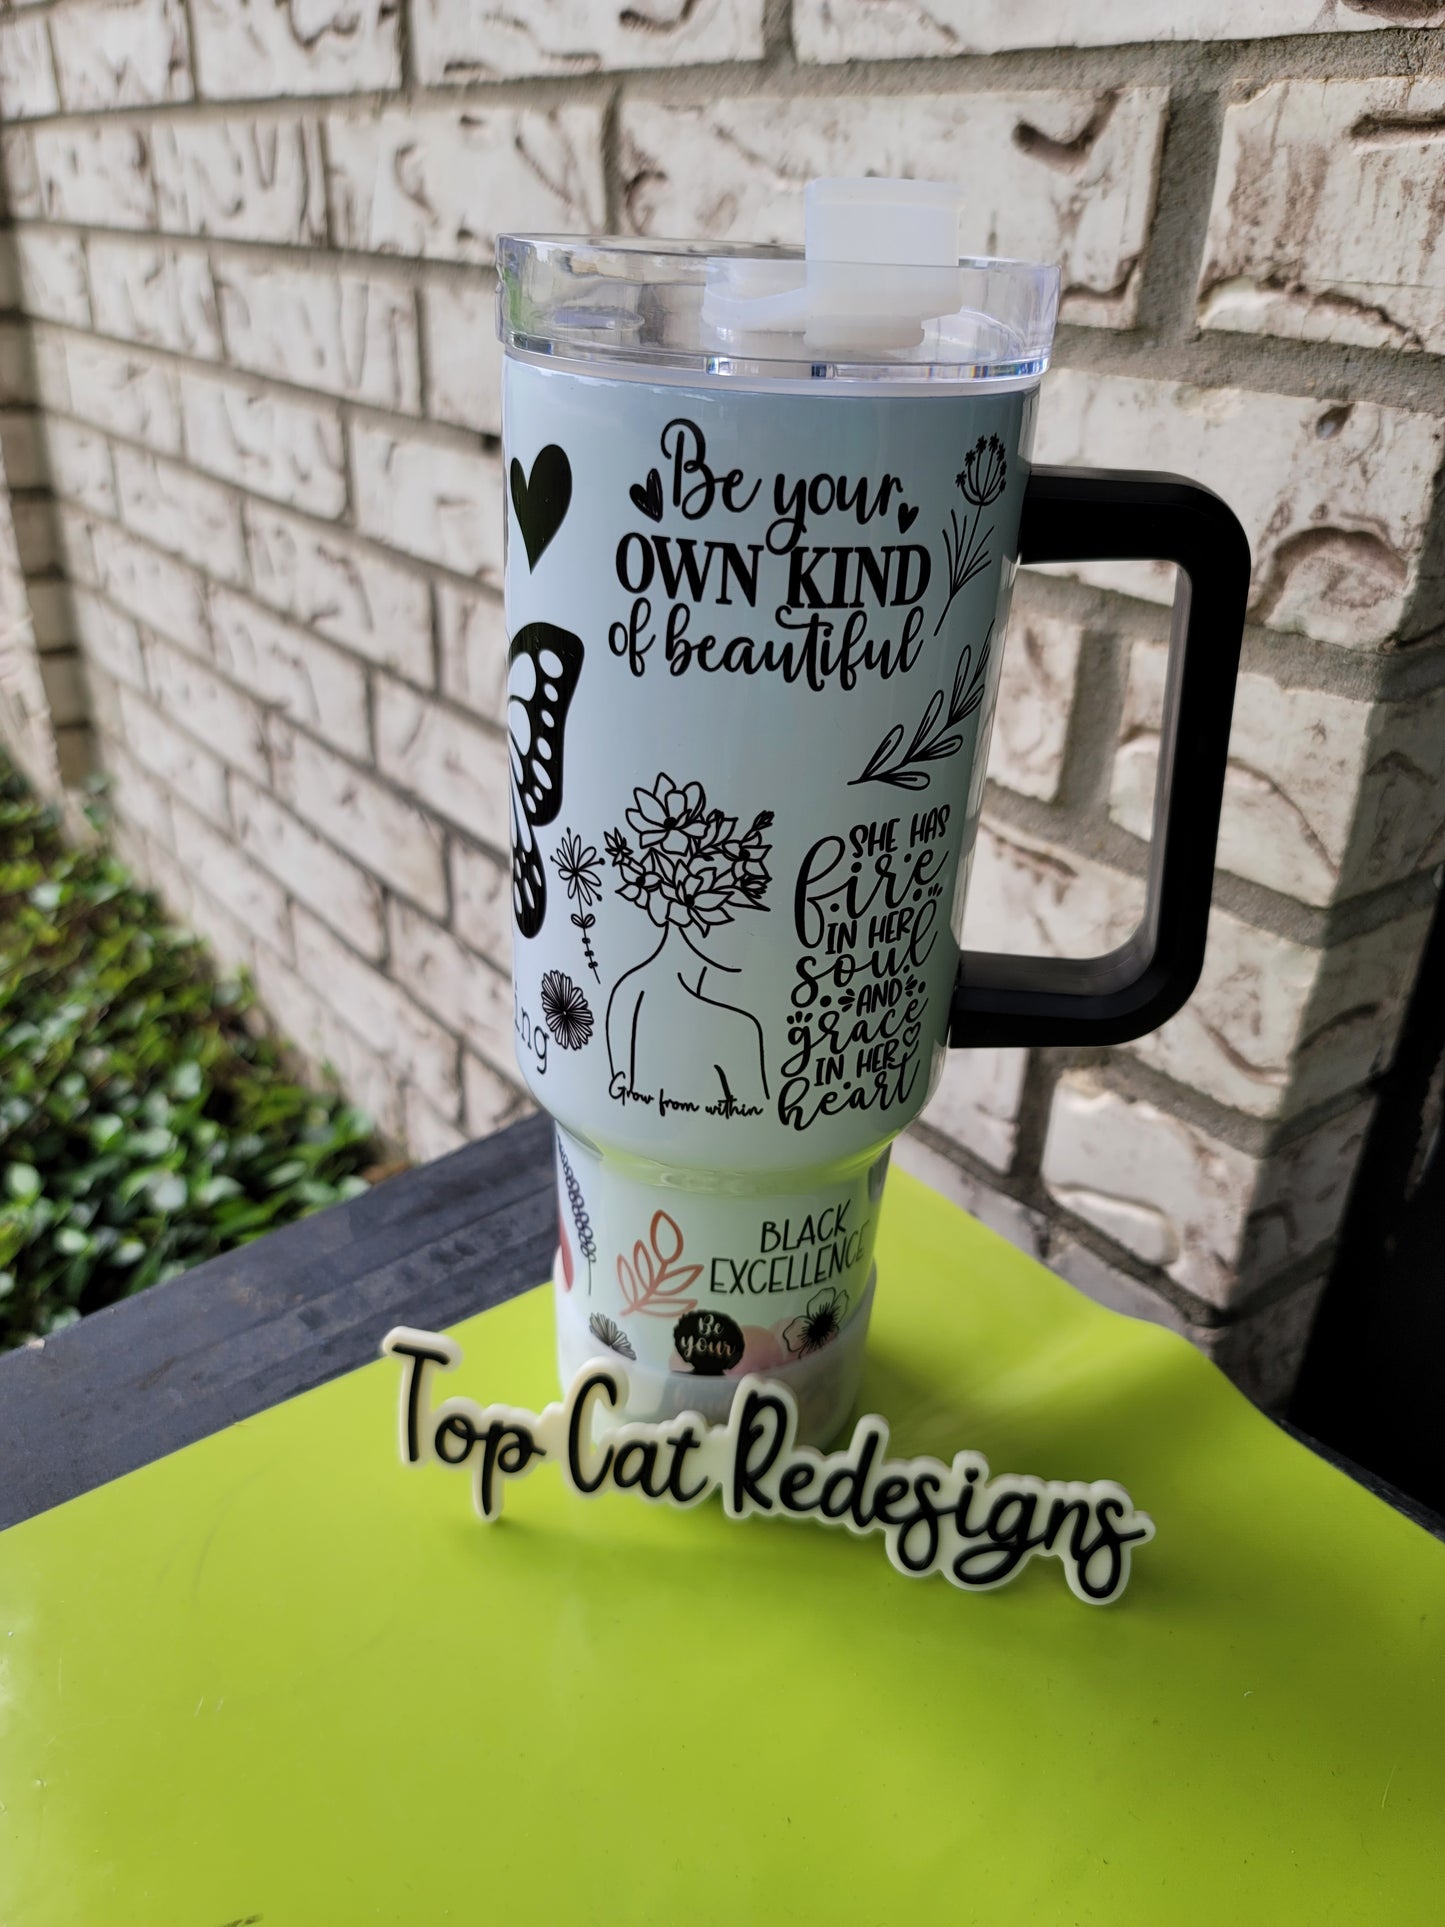 Be your
OWN KIND
of beautiful
SHE HAS
fire
IN HER
soul
AND
grace
IN HER
heart
ing
Grow from within
BLACK
EXCELLENCE
Be
your
Top Cat Redesigns